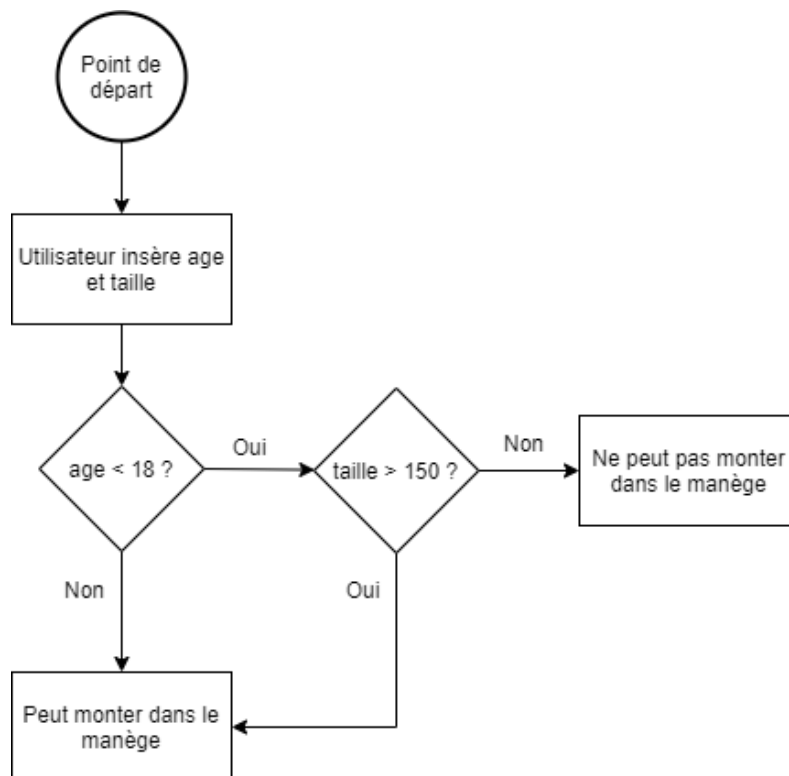 Point de
départ
Utilisateur insère age
et taille
age < 18 ?
Oui
taille > 150 ?
Non
Ne peut pas monter
dans le manège
Non
Oui
Peut monter dans le
manège